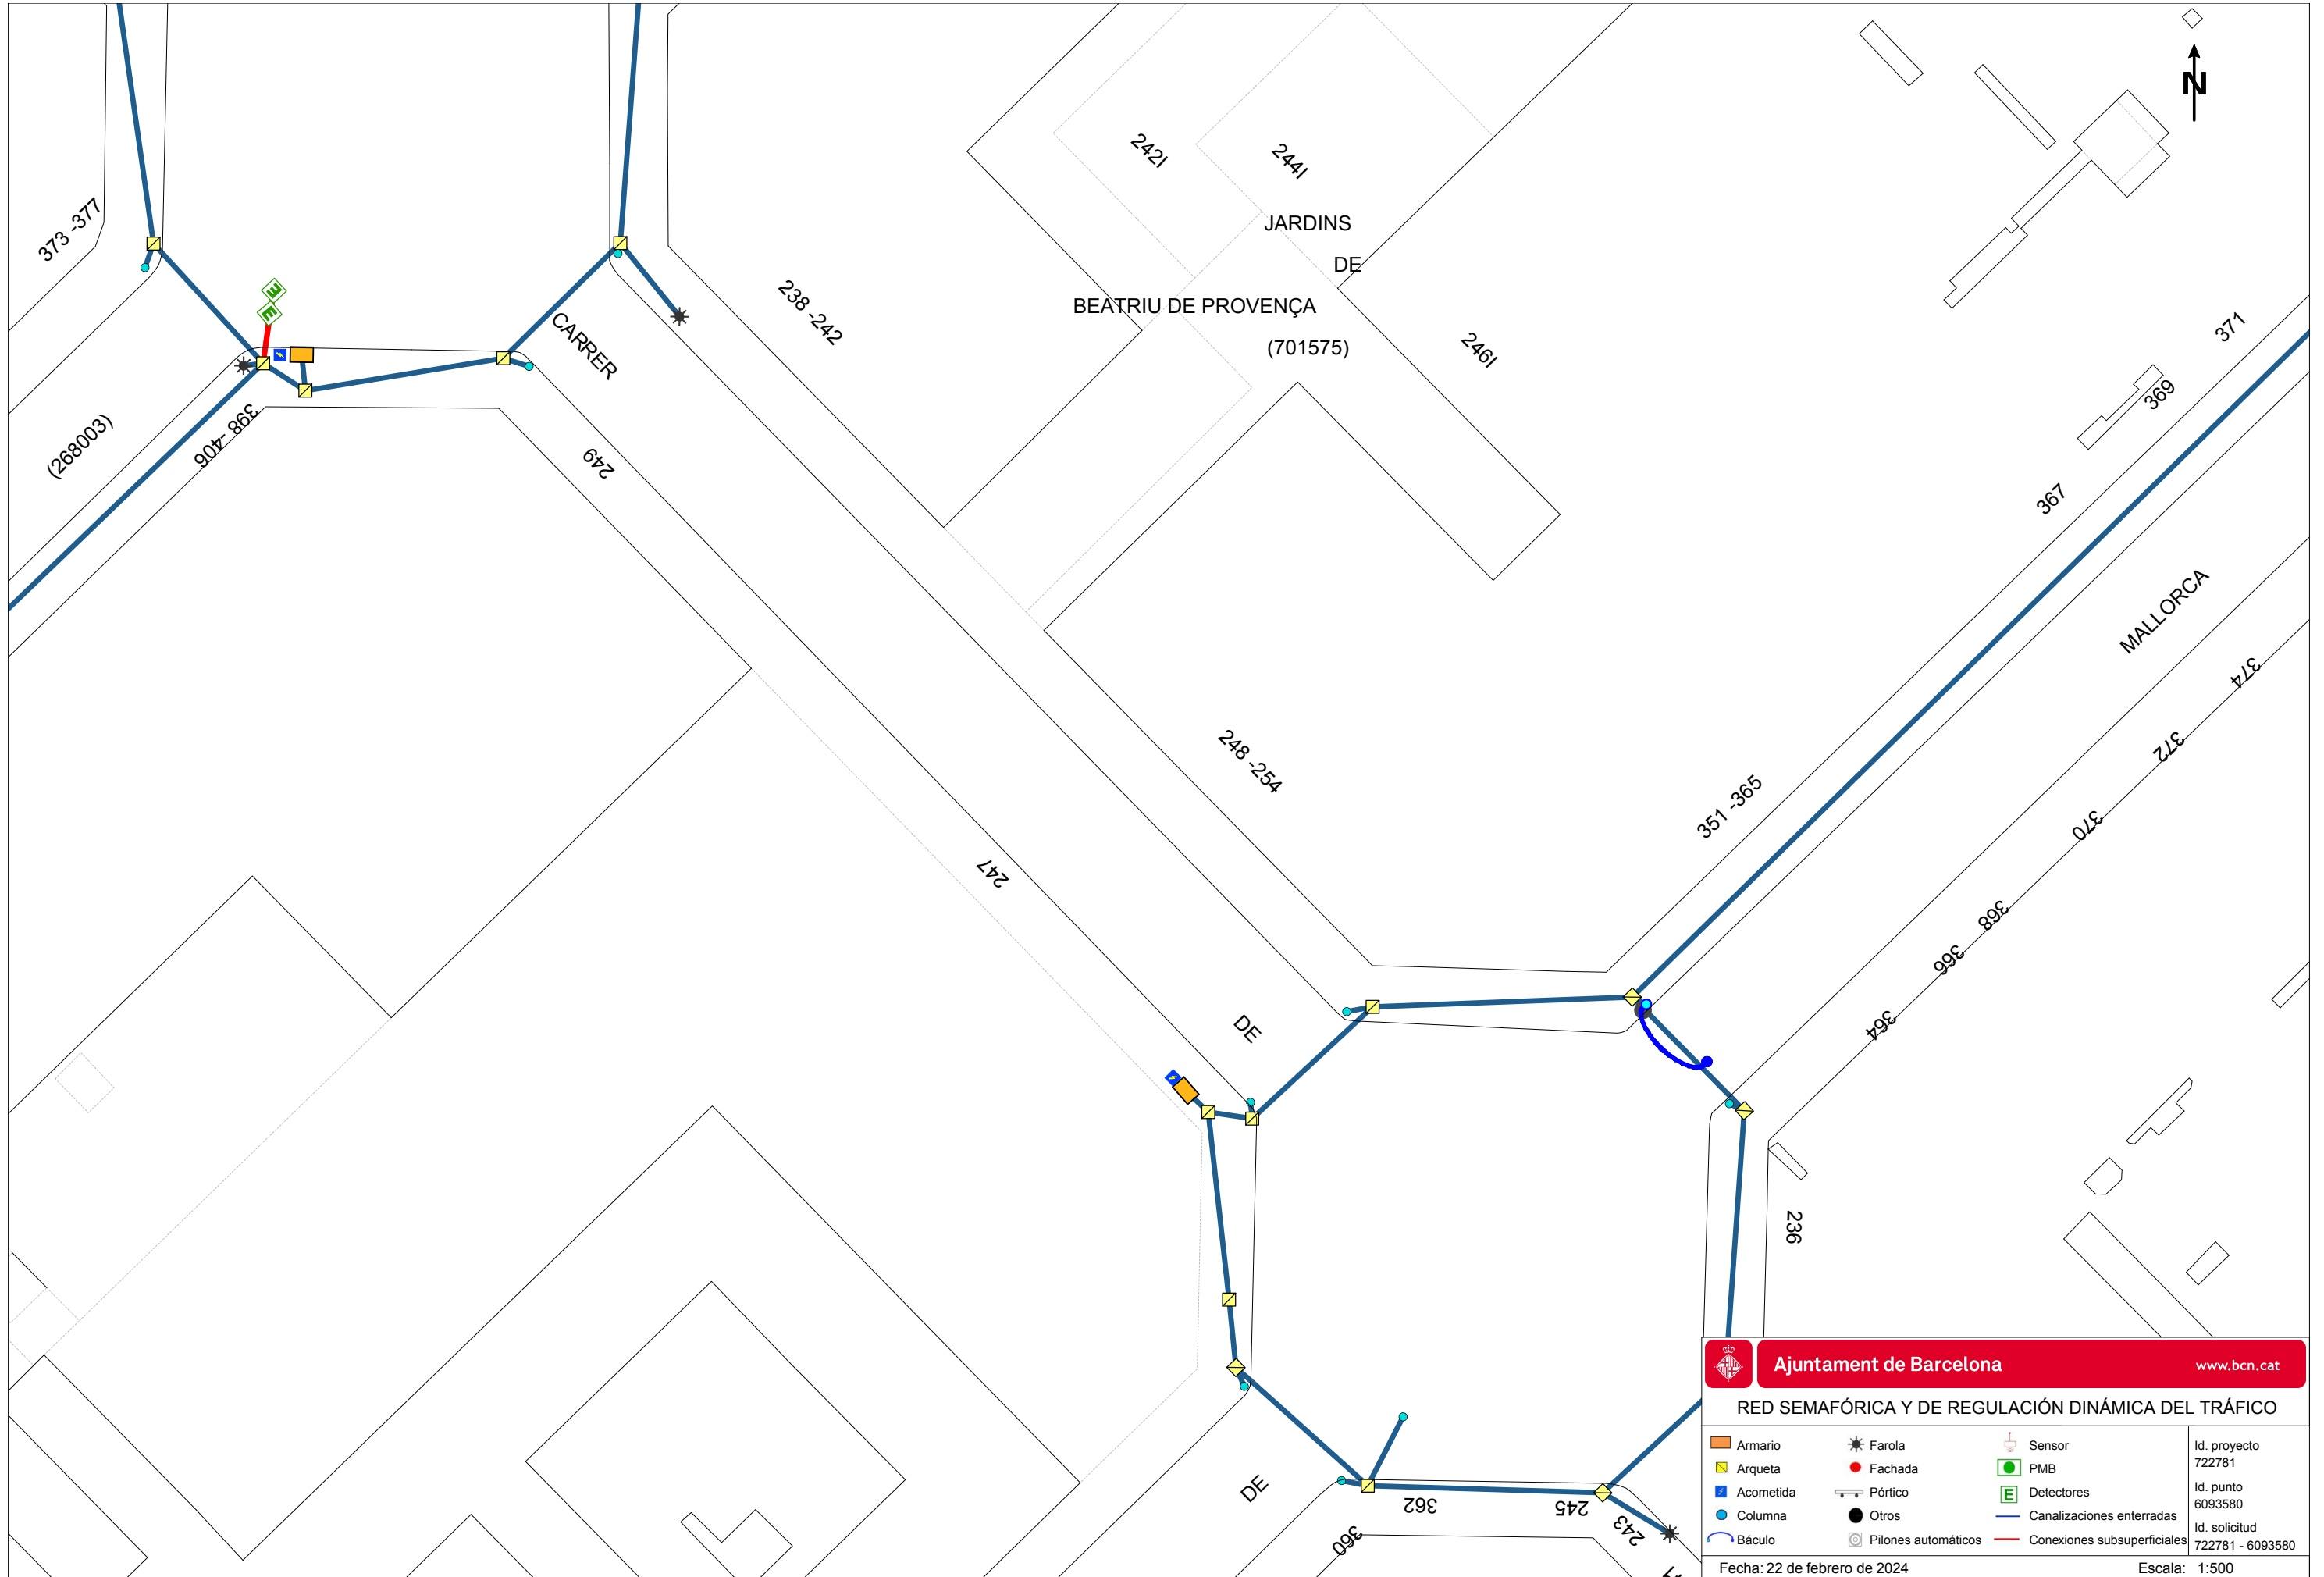 N
242I
244I
JARDINS
DE
BEATRIU DE PROVENÇA
(701575)
246I
373 -377
238 -242
CARRER
371
369
367
(268003)
398 -406
249
MALLORCA
374
372
370
368
366
364
248 -254
351 -365
247
DE
236
DE
362
245
243
360
E
E
Ajuntament de Barcelona
www.bcn.cat
RED SEMAFÓRICA Y DE REGULACIÓN DINÁMICA DEL TRÁFICO
Armario
Arqueta
Acometida
Columna
Báculo
Farola
Fachada
Pórtico
Otros
Pilones automáticos
Sensor
PMB
E Detectores
Canalizaciones enterradas
Conexiones subsuperficiales
Id. proyecto
722781
Id. punto
6093580
Id. solicitud
722781 - 6093580
Fecha: 22 de febrero de 2024
Escala: 1:500